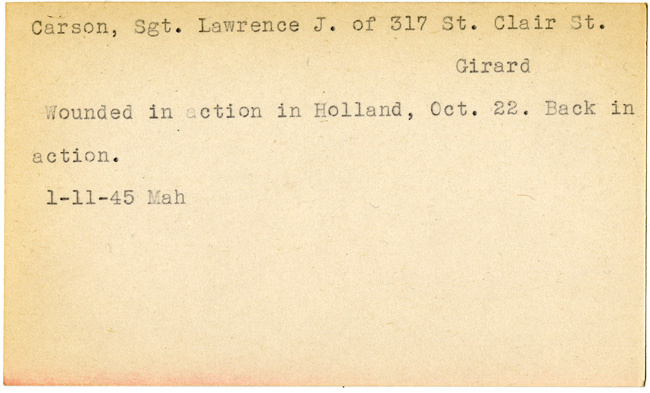 Carson, Sgt. Lawrence J. of 317 St. Clair St.
Girard
Wounded in action in Holland, Oct. 22. Back in
action.
1-11-45 Mah